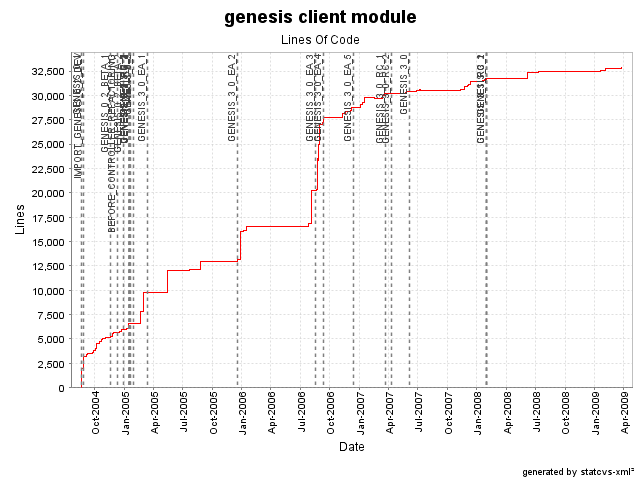 genesis client module
Lines Of Code
Lines
32,500
30,000
27,500
25,000
22,500
20,000
17,500
15,000
12,500
10,000
7,500
5,000
2,500
0
GENESIS_3_0_EA_1
GENESIS_3_0_EA_2
GENESIS_3_0_EA_3
GENESIS_3_0_EA_4
GENESIS_3_0_EA_5
GENESIS_3_0_RC_1
GENESIS_3_0_RC_2
GENESIS_3_0
Oct-2004
Jan-2005
Apr-2005
Jul-2005
Oct-2005
Jan-2006
Apr-2006
Jul-2006
Oct-2006
Jan-2007
Apr-2007
Jul-2007
Oct-2007
Jan-2008
Apr-2008
Jul-2008
Oct-2008
Jan-2009
Apr-2009
Date
generated by statcvs-xml²